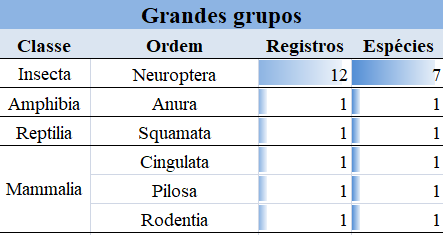 Grandes grupos
Classe Ordem Registros Espécies
Insecta Neuroptera 12 7
Amphibia Anura 1 1
Reptilia Squamata 1 1
Mammalia Cingulata 1 1
Pilosa 1 1
Rodentia 1 1